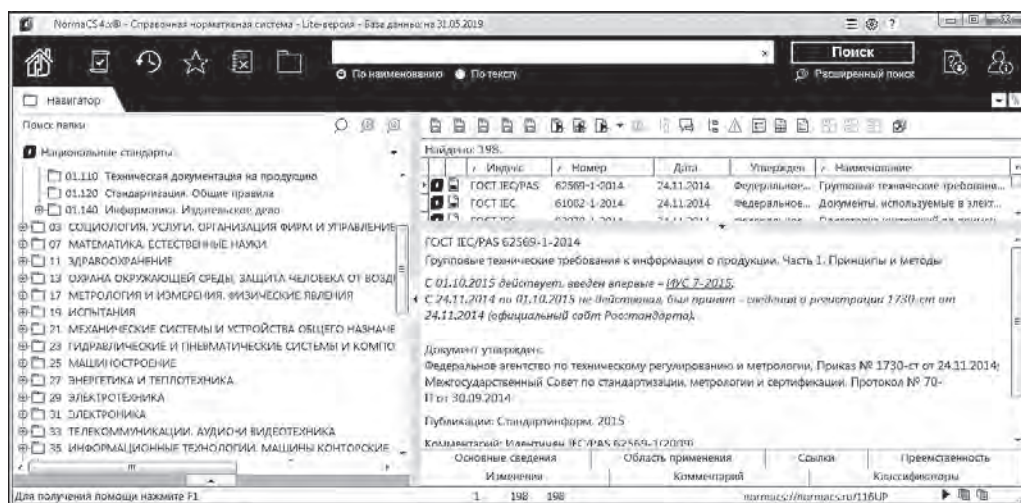 NormaCS 4.x® - Справочная нормативная система - Lite-версия - База данных на 31.05.2019
?
×
Поиск
По наименованию
По тексту
Расширенный поиск
Навигатор
Поиск папки
Национальные стандарты
01.110 Техническая документация на продукцию
01.120 Стандартизация. Общие правила
01.140 Информатика. Издательское дело
03 СОЦИОЛОГИЯ. УСЛУГИ. ОРГАНИЗАЦИЯ ФИРМ И УПРАВЛЕНИЕ
07 МАТЕМАТИКА. ЕСТЕСТВЕННЫЕ НАУКИ
11 ЗДРАВООХРАНЕНИЕ
13 ОХРАНА ОКРУЖАЮЩЕЙ СРЕДЫ, ЗАЩИТА ЧЕЛОВЕКА ОТ ВОЗДІ
17 МЕТРОЛОГИЯ И ИЗМЕРЕНИЯ. ФИЗИЧЕСКИЕ ЯВЛЕНИЯ
19 ИСПЫТАНИЯ
21 МЕХАНИЧЕСКИЕ СИСТЕМЫ И УСТРОЙСТВА ОБЩЕГО НАЗНАЧЕ
23 ГИДРАВЛИЧЕСКИЕ И ПНЕВМАТИЧЕСКИЕ СИСТЕМЫ И КОМПО
25 МАШИНОСТРОЕНИЕ
27 ЭНЕРГЕТИКА И ТЕПЛОТЕХНИКА
29 ЭЛЕКТРОТЕХНИКА
31 ЭЛЕКТРОНИКА
33 ТЕЛЕКОММУНИКАЦИИ. АУДИО-И ВИДЕОТЕХНИКА
35 ИНФОРМАЦИОННЫЕ ТЕХНОЛОГИИ. МАШИНЫ КОНТОРСКИЕ
Найдено: 198.
Индекс Номер Дата Утвержден Наименование
ГОСТ IEC/PAS 62569-1-2014 24.11.2014 Федеральное... Групповые технические требовани...
ГОСТ IEC 61082-1-2014 24.11.2014 Федеральное... Документы, используемые в элект...
ГОСТ IEC/PAS 62569-1-2014
Групповые технические требования к информации о продукции. Часть 1. Принципы и методы
С 01.10.2015 действует, введен впервые - ИУС 7-2015.
С 24.11.2014 по 01.10.2015 не действовал, был принят - сведения о регистрации 1730-ст от
24.11.2014 (официальный сайт Росстандарта).
Документ утвержден:
Федеральное агентство по техническому регулированию и метрологии, Приказ № 1730-ст от 24.11.2014;
Межгосударственный Совет по стандартизации, метрологии и сертификации, Протокол № 70-
П от 30.09.2014
Публикации: Стандартинформ, 2015
Комментарий: Идентичен IEC/PAS 62569-1(2009)
Основные сведения Область применения Ссылки Преемственность
Изменения Комментарий Классификаторы
Для получения помощи нажмите F1
1 198 198
normacs://normacs.ru/116UP